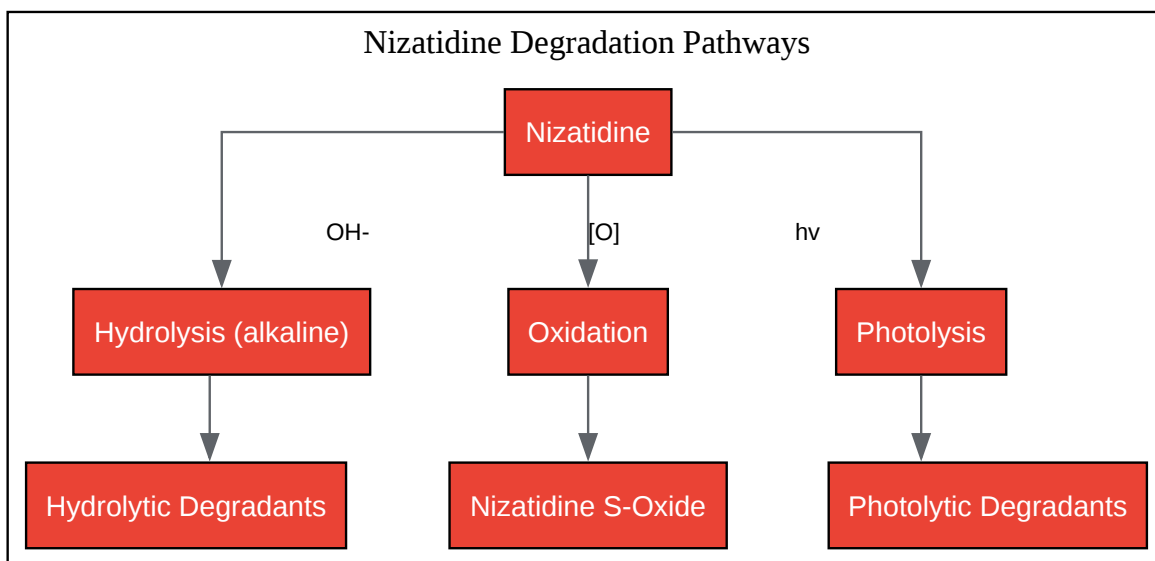 Nizatidine Degradation Pathways
Nizatidine
OH-
[O]
hv
Hydrolysis (alkaline)
Oxidation
Photolysis
Hydrolytic Degradants
Nizatidine S-Oxide
Photolytic Degradants